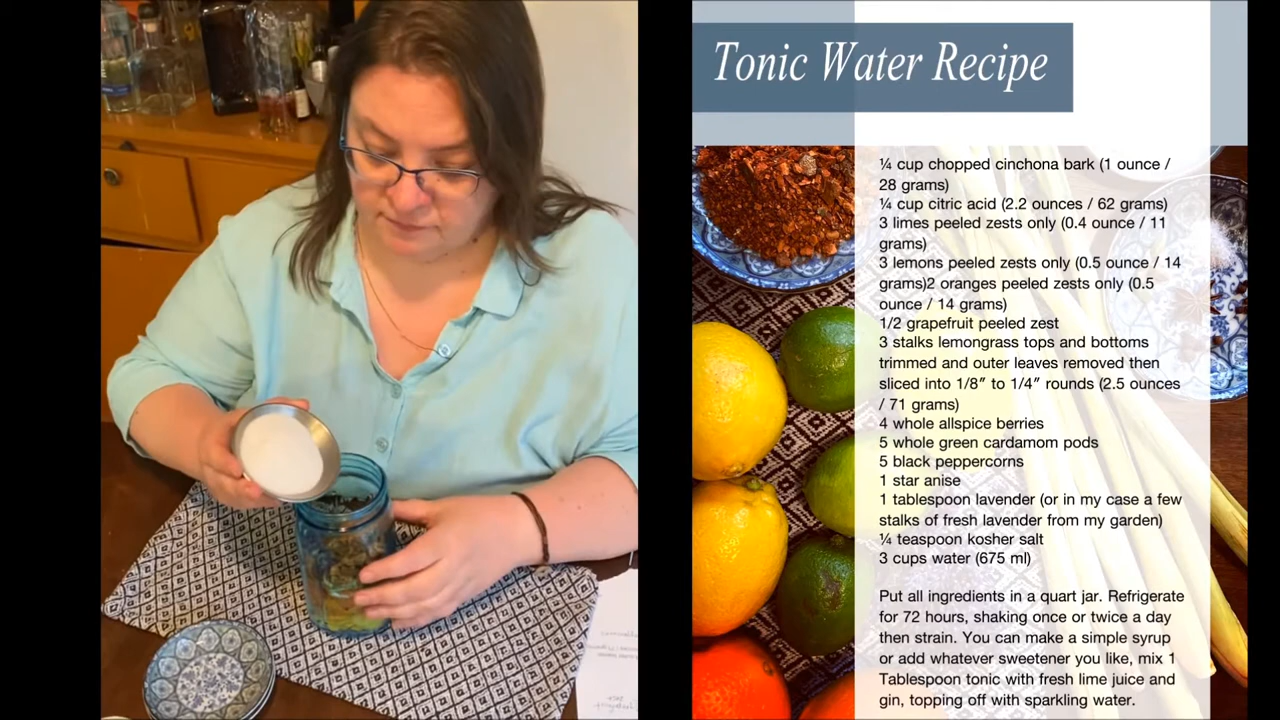 Tonic Water Recipe
¼ cup chopped cinchona bark (1 ounce /
28 grams)
¼ cup citric acid (2.2 ounces / 62 grams)
3 limes peeled zests only (0.4 ounce / 11
grams)
3 lemons peeled zests only (0.5 ounce / 14
grams)2 oranges peeled zests only (0.5
ounce / 14 grams)
1/2 grapefruit peeled zest
3 stalks lemongrass tops and bottoms
trimmed and outer leaves removed then
sliced into 1/8″ to 1/4″ rounds (2.5 ounces
/ 71 grams)
4 whole allspice berries
5 whole green cardamom pods
5 black peppercorns
1 star anise
1 tablespoon lavender (or in my case a few
stalks of fresh lavender from my garden)
¼ teaspoon kosher salt
3 cups water (675 ml)
Put all ingredients in a quart jar. Refrigerate
for 72 hours, shaking once or twice a day
then strain. You can make a simple syrup
or add whatever sweetener you like, mix 1
Tablespoon tonic with fresh lime juice and
gin, topping off with sparkling water.